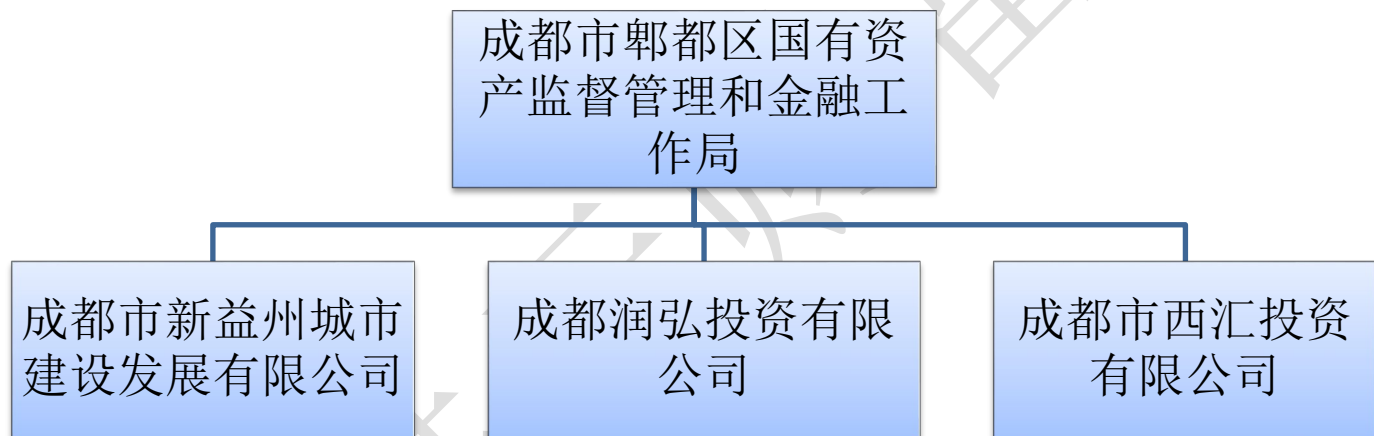 成都市郫都区国有资
产监督管理和金融工
作局
成都市新益州城市
建设发展有限公司
成都润弘投资有限
公司
成都市西汇投资
有限公司